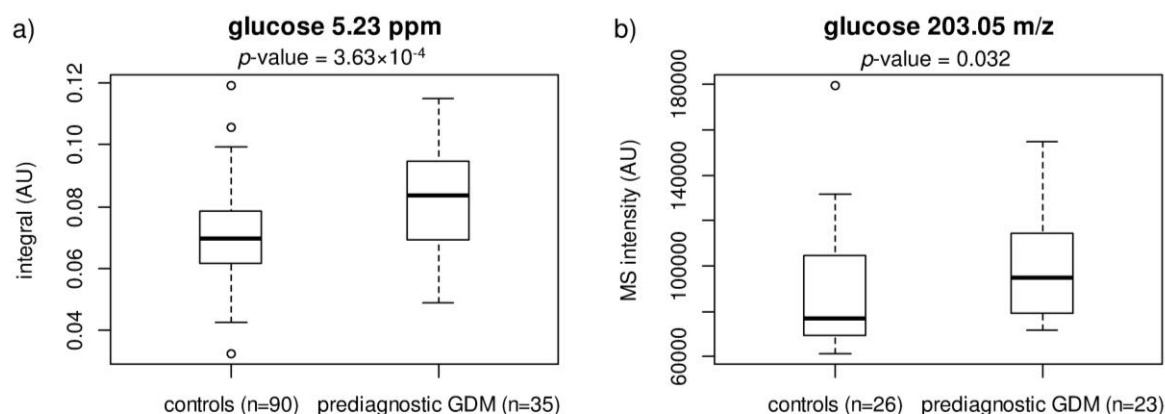 a)
glucose 5.23 ppm
p-value = 3.63×10⁻⁴
integral (AU)
0.12
0.10
0.08
0.06
0.04
controls (n=90) prediagnostic GDM (n=35)
b)
glucose 203.05 m/z
p-value = 0.032
MS intensity (AU)
180000
140000
100000
60000
controls (n=26) prediagnostic GDM (n=23)